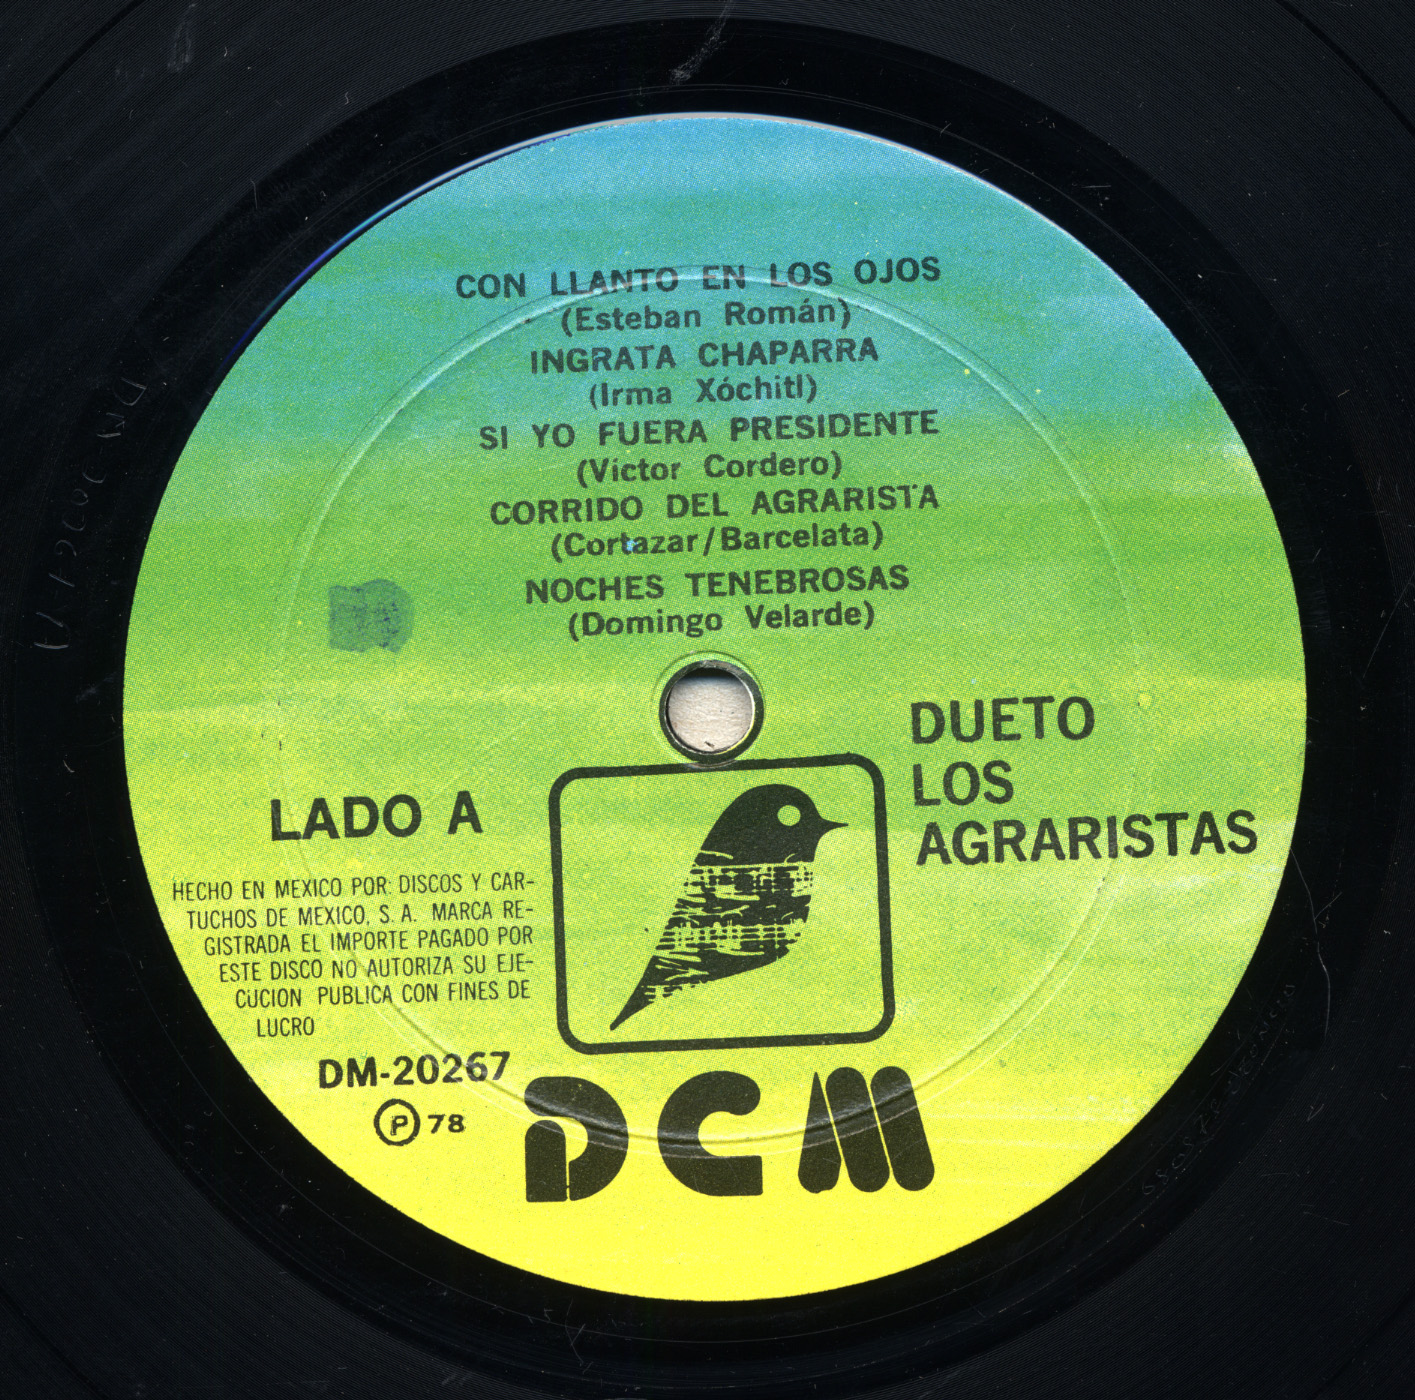 CON LLANTO EN LOS OJOS
(Esteban Román)
INGRATA CHAPARRA
(Irma Xóchitl)
SI YO FUERA PRESIDENTE
(Victor Cordero)
CORRIDO DEL AGRARISTA
(Cortazar/Barcelata)
NOCHES TENEBROSAS
(Domingo Velarde)
DUETO
LOS
AGRARISTAS
LADO A
HECHO EN MEXICO POR: DISCOS Y CAR-
TUCHOS DE MEXICO, S. A. MARCA RE-
GISTRADA EL IMPORTE PAGADO POR
ESTE DISCO NO AUTORIZA SU EJE-
CUCION PUBLICA CON FINES DE
LUCRO
DM-20267
Ⓟ 78
DCM